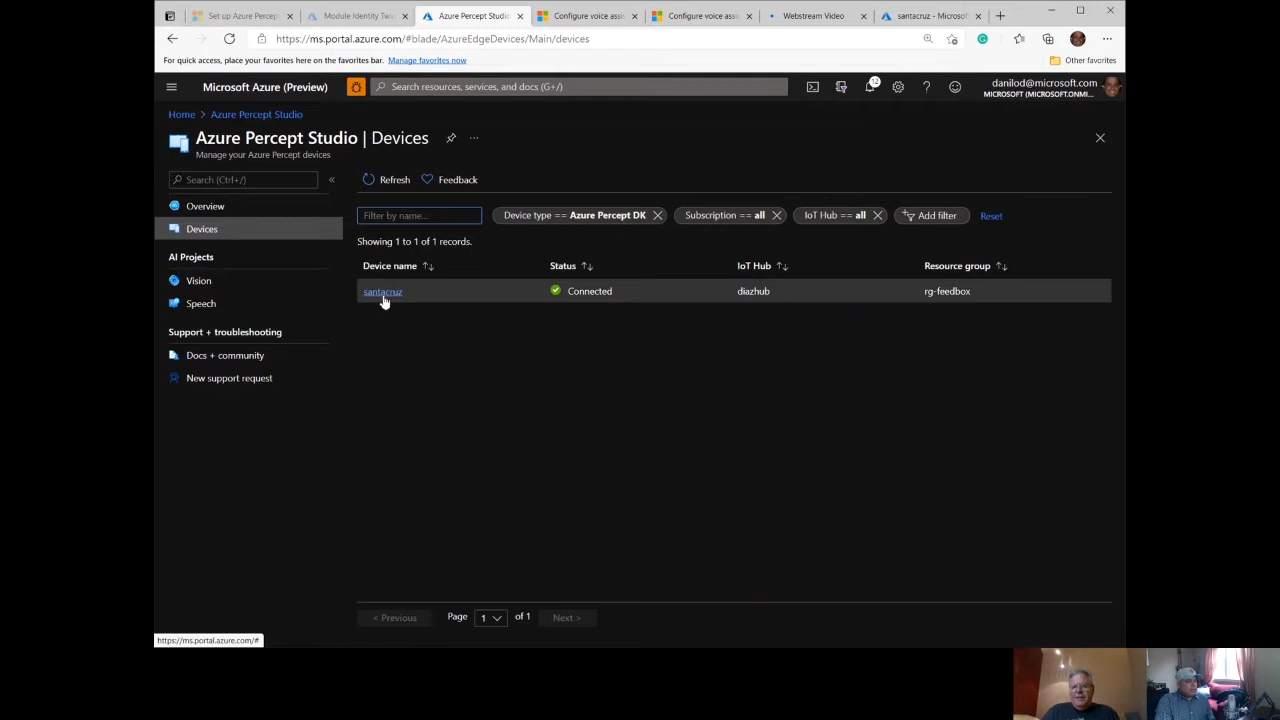 Set up Azure Percep
Module Identity Twin
Azure Percept Studio
Configure voice assi
Configure voice assi
Webstream Video
santacruz - Microsoft
https://ms.portal.azure.com/#blade/AzureEdgeDevices/Main/devices
For quick access, place your favorites here on the favorites bar. Manage favorites now
Other favorites
Microsoft Azure (Preview)
Search resources, services, and docs (G+/)
12
danilod@microsoft.com
MICROSOFT (MICROSOFT.ONMI...
Home > Azure Percept Studio
Azure Percept Studio | Devices
Manage your Azure Percept devices
Search (Ctrl+/)
«
Refresh
Feedback
Overview
Devices
AI Projects
Vision
Speech
Support + troubleshooting
Docs + community
New support request
Filter by name...
Device type == Azure Percept DK
Subscription == all
IoT Hub == all
Add filter
Reset
Showing 1 to 1 of 1 records.
Device name ↑↓ Status ↑↓ IoT Hub ↑↓ Resource group ↑↓
santacruz Connected diazhub rg-feedbox
< Previous Page 1 of 1 Next >
https://ms.portal.azure.com/#